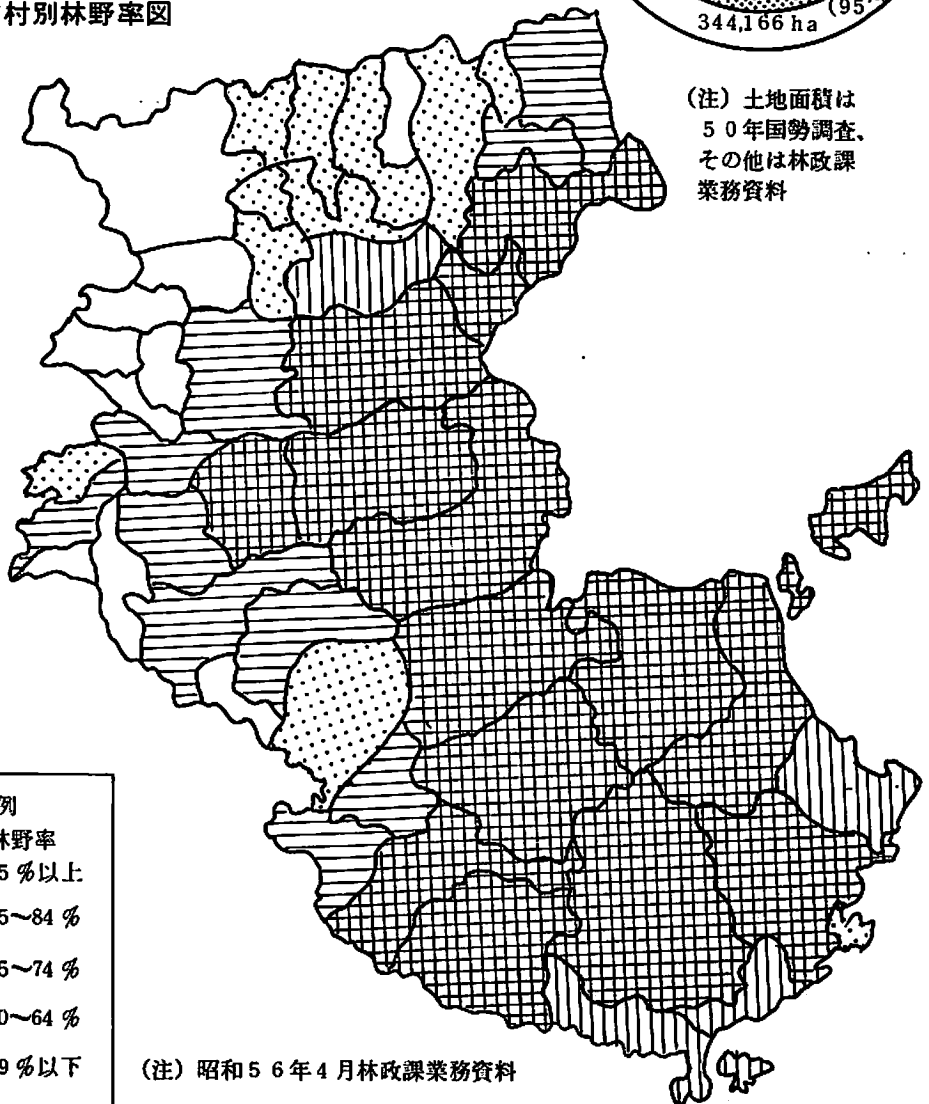 村別林野率図
344,166 ha (95
(注) 土地面積は
50年国勢調査、
その他は林政課
業務資料
例
林野率
5 %以上
5〜84 %
5〜74 %
0〜64 %
9 %以下
(注) 昭和56年4月林政課業務資料